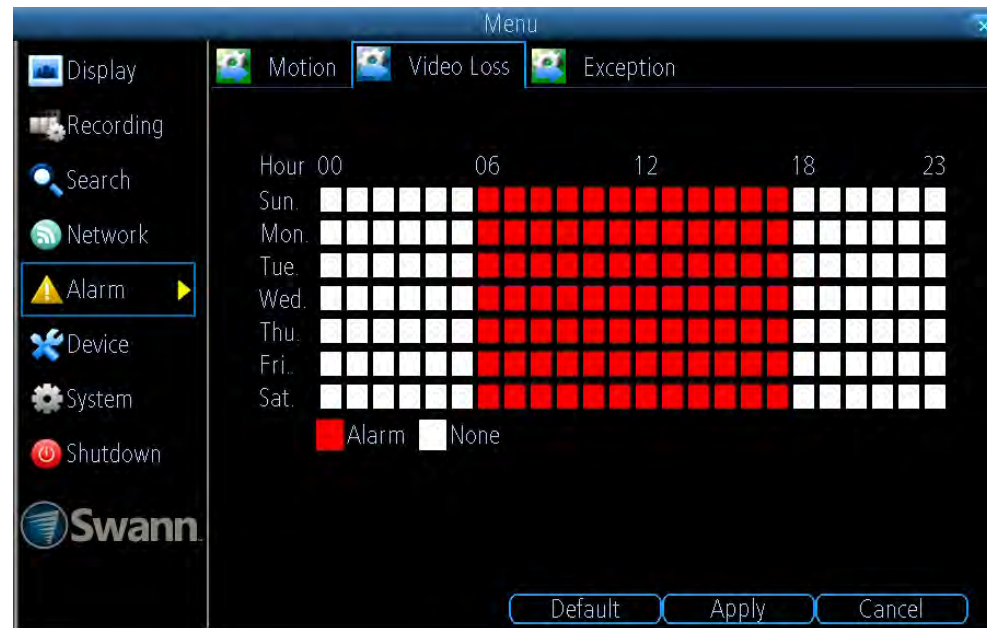 Menu
Display
Recording
Search
Network
Alarm
Device
System
Shutdown
Swann
Motion Video Loss Exception
Hour 00 06 12 18 23
Sun.
Mon.
Tue.
Wed.
Thu.
Fri..
Sat.
Alarm None
Default Apply Cancel